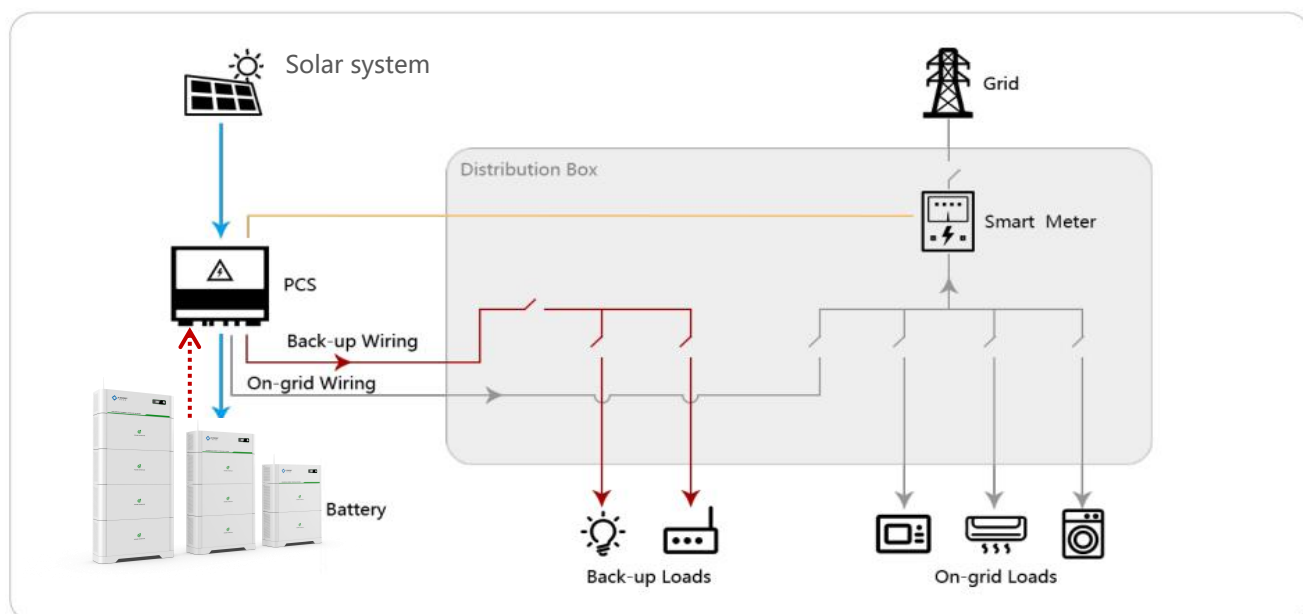 Solar system
Grid
Distribution Box
Smart Meter
PCS
Back-up Wiring
On-grid Wiring
Battery
Back-up Loads
On-grid Loads